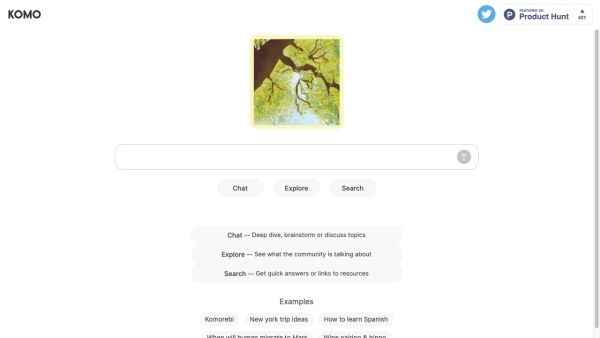 KOMO
FEATURED ON
Product Hunt
421
Chat
Explore
Search
Chat -- Deep dive, brainstorm or discuss topics
Explore -- See what the community is talking about
Search -- Get quick answers or links to resources
Examples
Komorebi
New york trip ideas
How to learn Spanish
When will human migrate to Mars
Wine pairing & bingo